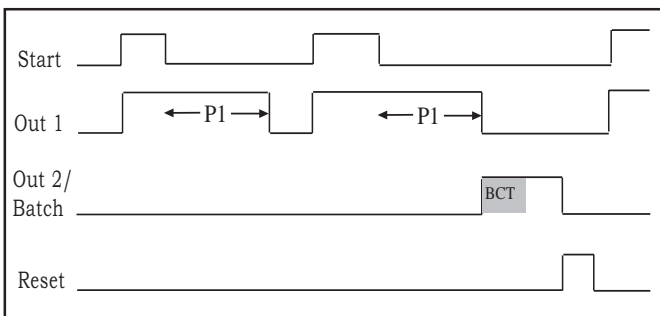 Start
Out 1
P1
P1
Out 2/
Batch
BCT
Reset